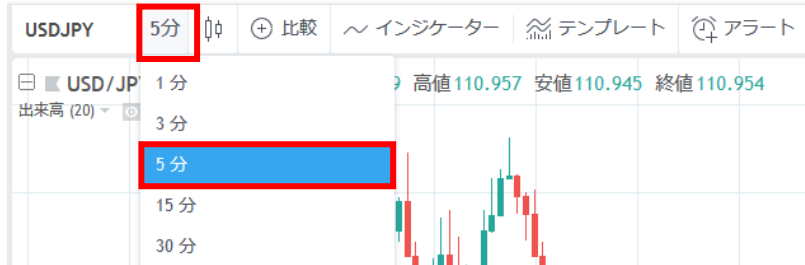 USDJPY 5分 比較 インジケーター テンプレート アラート
USD/JP 9 高値110.957 安値110.945 終値110.954
出来高 (20)
1 分
3 分
5 分
15 分
30 分